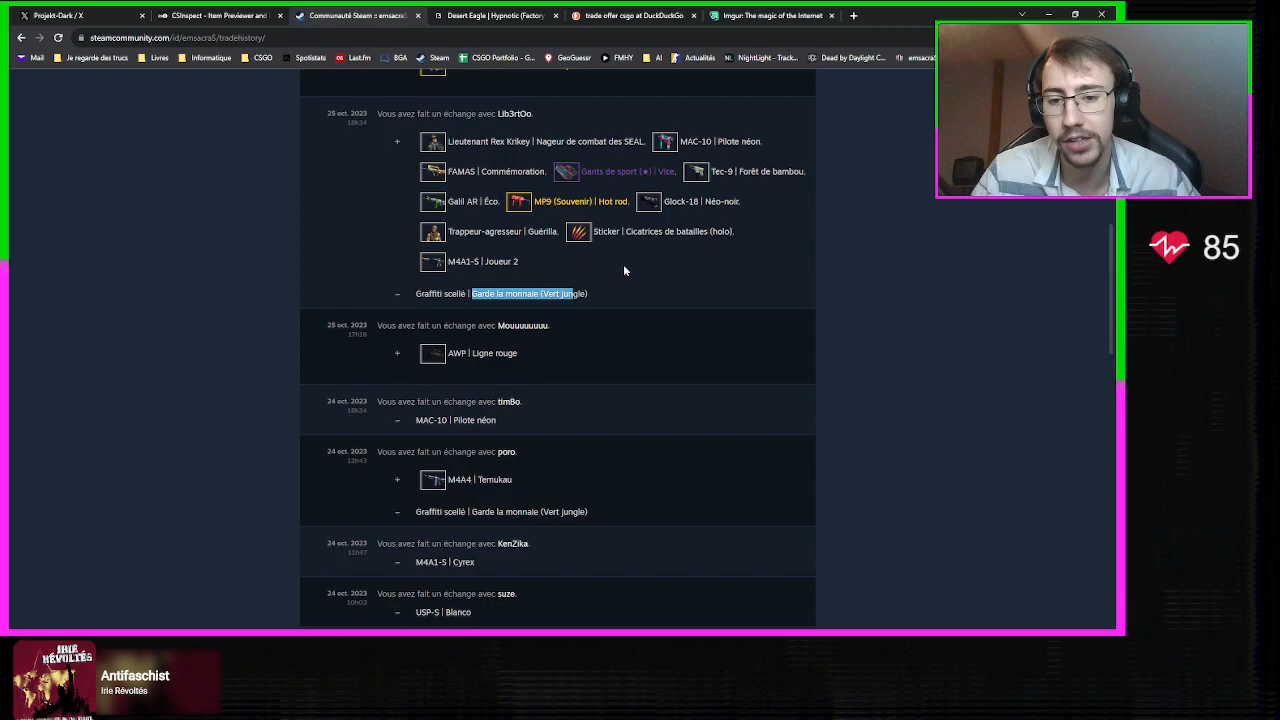 Projekt-Dark / X
CSInspect - Item Previewer and
Communauté Steam :: emsacraS
Desert Eagle | Hypnotic (Factory
trade offer csgo at DuckDuckGo
Imgur: The magic of the Internet
steamcommunity.com/id/emsacraS/tradehistory/
Mail
Je regarde des trucs
Livres
Informatique
CSGO
Spotistats
Last.fm
BGA
Steam
CSGO Portfolio - G...
GeoGuessr
FMHY
AI
Actualités
NightLight - Track...
Dead by Daylight C...
emsacraS
25 oct. 2023
18h34
Vous avez fait un échange avec Lib3rtOo.
+
Lieutenant Rex Krikey | Nageur de combat des SEAL, MAC-10 | Pilote néon,
FAMAS | Commémoration, Gants de sport (★) | Vice, Tec-9 | Forêt de bambou,
Galil AR | Éco, MP9 (Souvenir) | Hot rod, Glock-18 | Néo-noir,
Trappeur-agresseur | Guérilla, Sticker | Cicatrices de batailles (holo),
M4A1-S | Joueur 2
– Graffiti scellé | Garde la monnaie (Vert jungle)
25 oct. 2023
17h16
Vous avez fait un échange avec Mouuuuuuuu.
+ AWP | Ligne rouge
24 oct. 2023
18h34
Vous avez fait un échange avec timBo.
– MAC-10 | Pilote néon
24 oct. 2023
12h43
Vous avez fait un échange avec poro.
+ M4A4 | Temukau
– Graffiti scellé | Garde la monnaie (Vert jungle)
24 oct. 2023
11h47
Vous avez fait un échange avec KenZika.
– M4A1-S | Cyrex
24 oct. 2023
10h03
Vous avez fait un échange avec suze.
– USP-S | Blanco
85
IRIE
RÉVOLTÉS
Antifaschist
Irie Révoltés